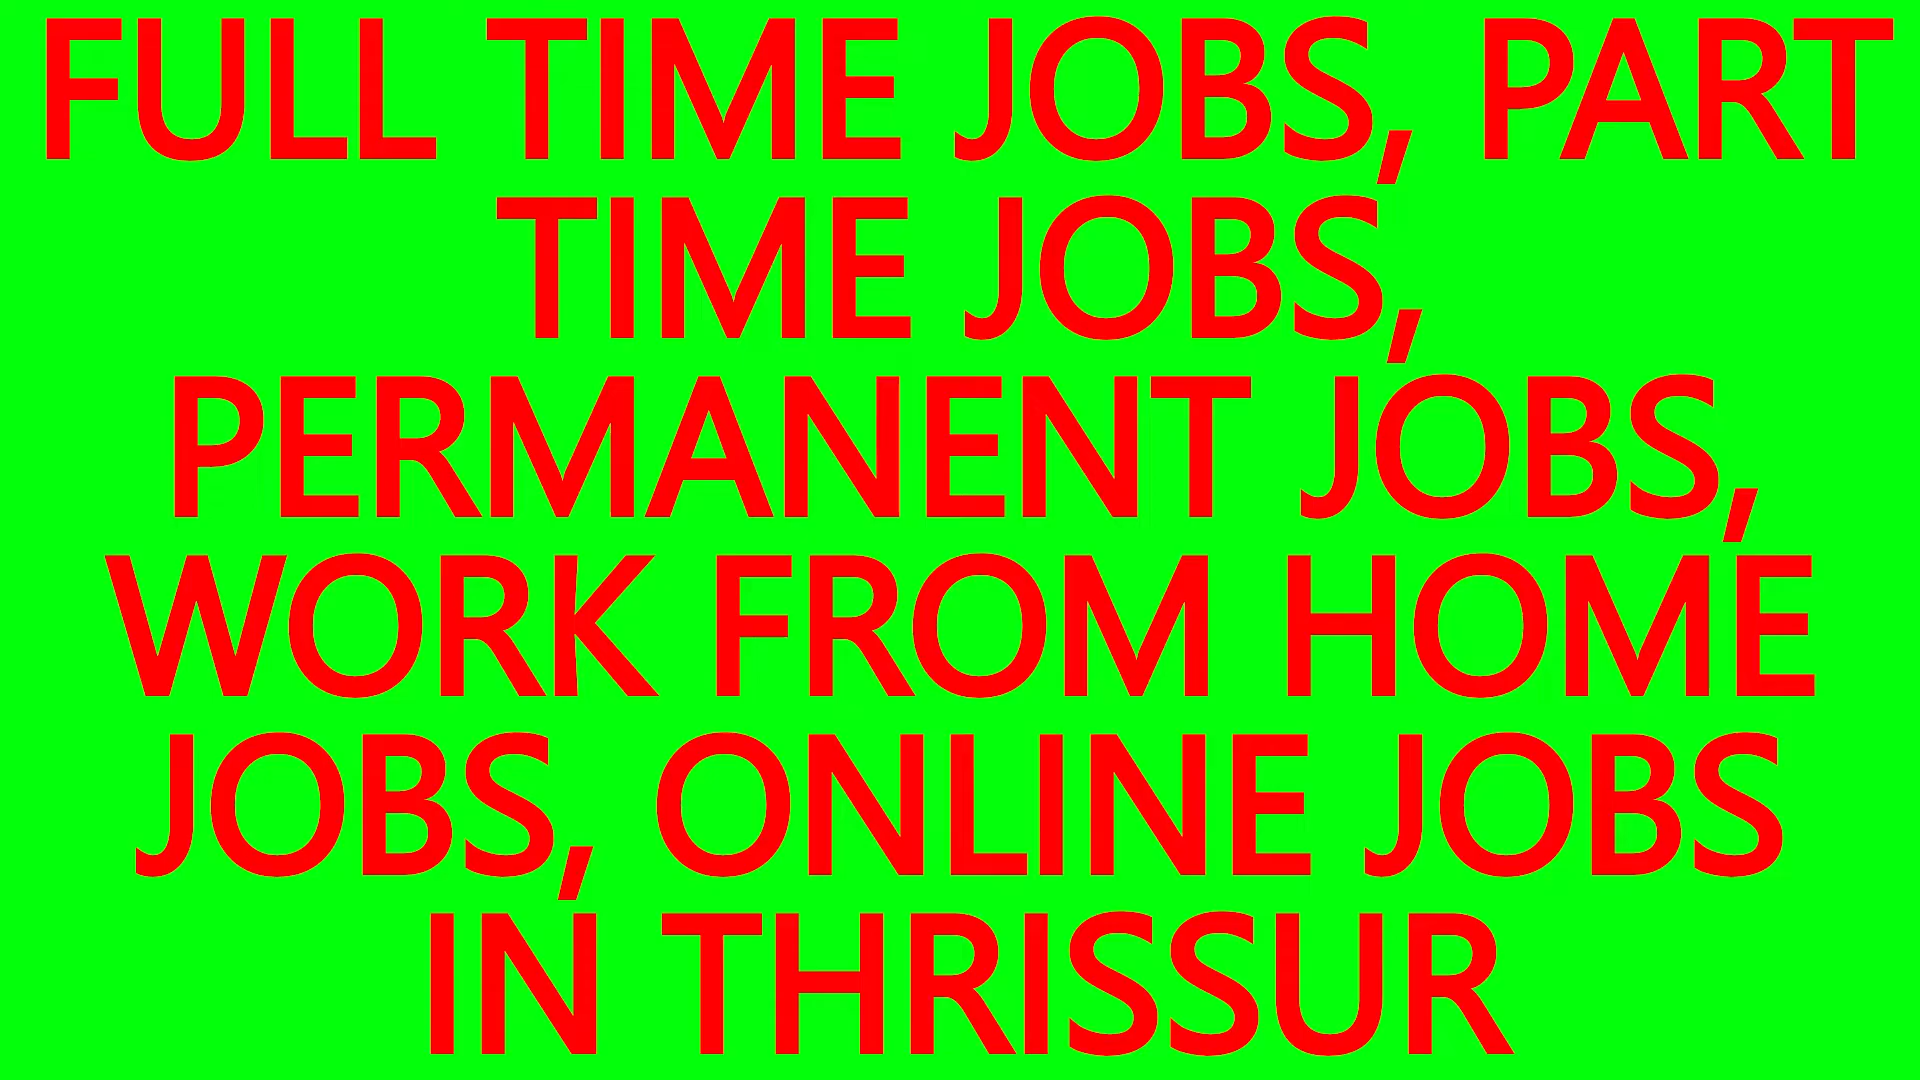 FULL TIME JOBS, PART
TIME JOBS,
PERMANENT JOBS,
WORK FROM HOME
JOBS, ONLINE JOBS
IN THRISSUR